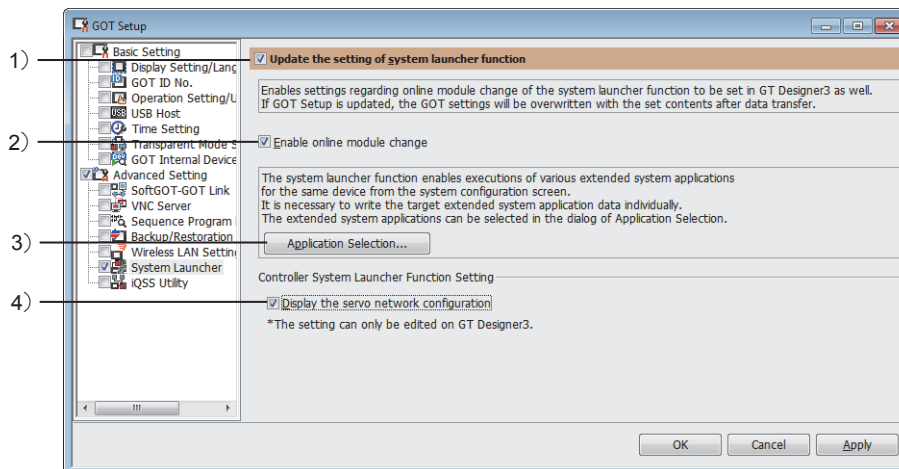 GOT Setup
1)
2)
3)
4)
Basic Setting
Display Setting/Lang
GOT ID No.
Operation Setting/U
USB Host
Time Setting
Transparent Mode S
GOT Internal Device
Advanced Setting
SoftGOT-GOT Link
VNC Server
Sequence Program
Backup/Restoration
Wireless LAN Setting
System Launcher
iQSS Utility
Update the setting of system launcher function
Enables settings regarding online module change of the system launcher function to be set in GT Designer3 as well.
If GOT Setup is updated, the GOT settings will be overwritten with the set contents after data transfer.
Enable online module change
The system launcher function enables executions of various extended system applications
for the same device from the system configuration screen.
It is necessary to write the target extended system application data individually.
The extended system applications can be selected in the dialog of Application Selection.
Application Selection...
Controller System Launcher Function Setting
Display the servo network configuration
*The setting can only be edited on GT Designer3.
OK
Cancel
Apply